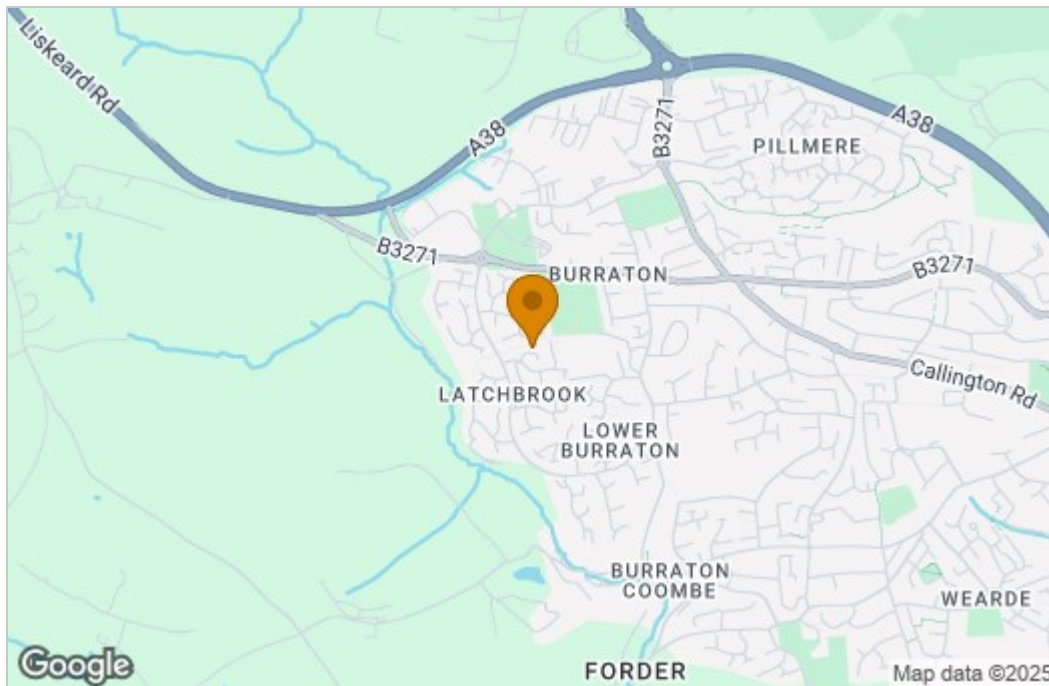 Liskeard Rd
A38
B3271
A38
PILLMERE
B3271
BURRATON
B3271
LATCHBROOK
Callington Rd
LOWER
BURRATON
BURRATON
COOMBE
WEARDE
FORDER
Google
Map data ©2025